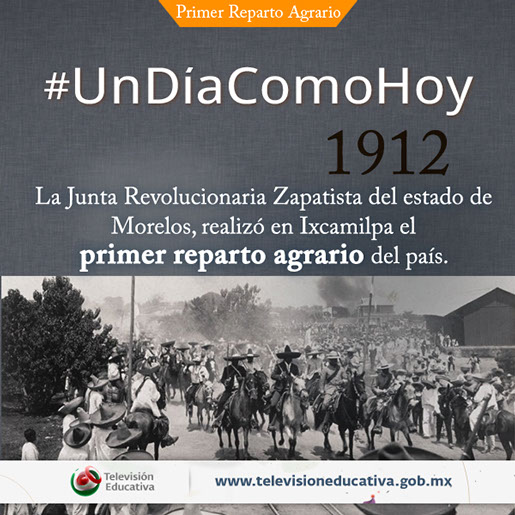 Primer Reparto Agrario
#UnDíaComoHoy
1912
La Junta Revolucionaria Zapatista del estado de
Morelos, realizó en Ixcamilpa el
primer reparto agrario del país.
Televisión
Educativa
www.televisioneducativa.gob.mx